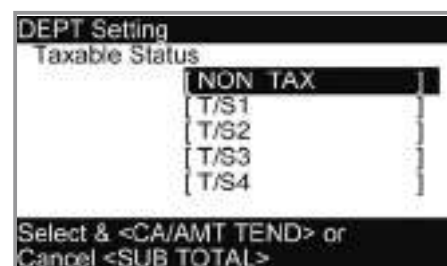 DEPT Setting
Taxable Status
[ NON TAX ]
[ T/S1 ]
[ T/S2 ]
[ T/S3 ]
[ T/S4 ]
Select & <CA/AMT TEND> or
Cancel <SUB TOTAL>